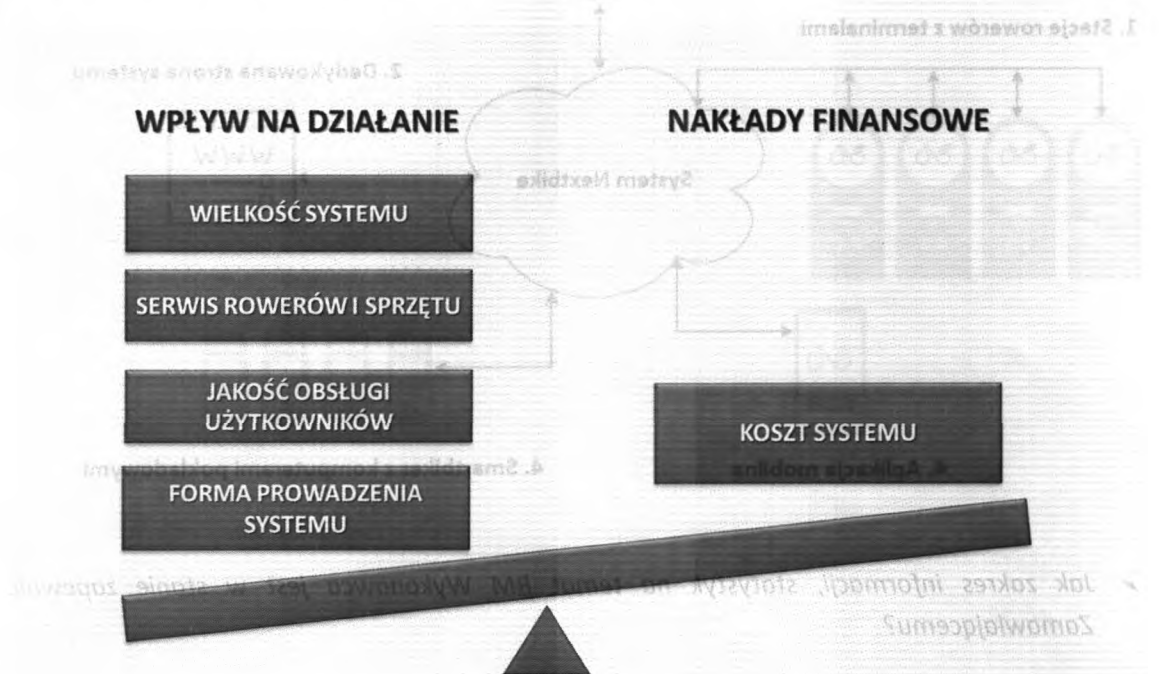 WPŁYW NA DZIAŁANIE
WIELKOŚĆ SYSTEMU
SERWIS ROWERÓW I SPRZĘTU
JAKOŚĆ OBSŁUGI
UŻYTKOWNIKÓW
FORMA PROWADZENIA
SYSTEMU
NAKŁADY FINANSOWE
KOSZT SYSTEMU
1. Stacje rowerów z terminalami
2. Dedykowana strona systemu
WWW
System Nextbike
4. Smartbikes z komputerami pokładowymi
Aplikacja mobilna
Jak zakres informacji, statystyk na temat RM Wykonawca jest w stanie zapewnić
Zamawiającemu?